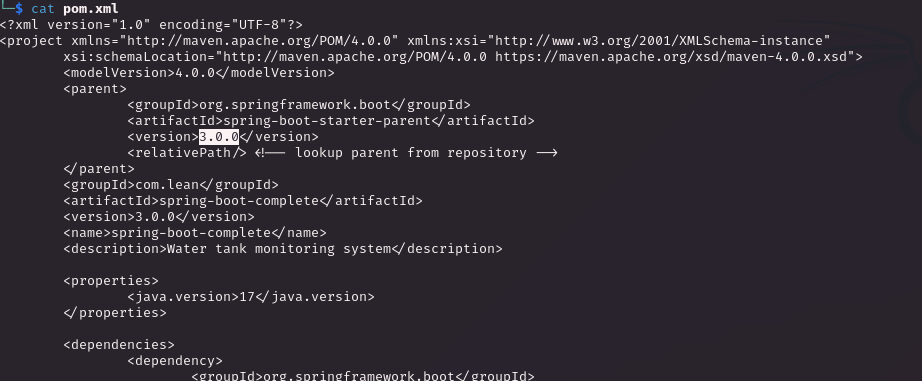 └─$ cat pom.xml
<?xml version="1.0" encoding="UTF-8"?>
<project xmlns="http://maven.apache.org/POM/4.0.0" xmlns:xsi="http://www.w3.org/2001/XMLSchema-instance"
        xsi:schemaLocation="http://maven.apache.org/POM/4.0.0 https://maven.apache.org/xsd/maven-4.0.0.xsd">
        <modelVersion>4.0.0</modelVersion>
        <parent>
                <groupId>org.springframework.boot</groupId>
                <artifactId>spring-boot-starter-parent</artifactId>
                <version>3.0.0</version>
                <relativePath/> <!-- lookup parent from repository -->
        </parent>
        <groupId>com.lean</groupId>
        <artifactId>spring-boot-complete</artifactId>
        <version>3.0.0</version>
        <name>spring-boot-complete</name>
        <description>Water tank monitoring system</description>

        <properties>
                <java.version>17</java.version>
        </properties>

        <dependencies>
                <dependency>
                        <groupId>org.springframework.boot</groupId>